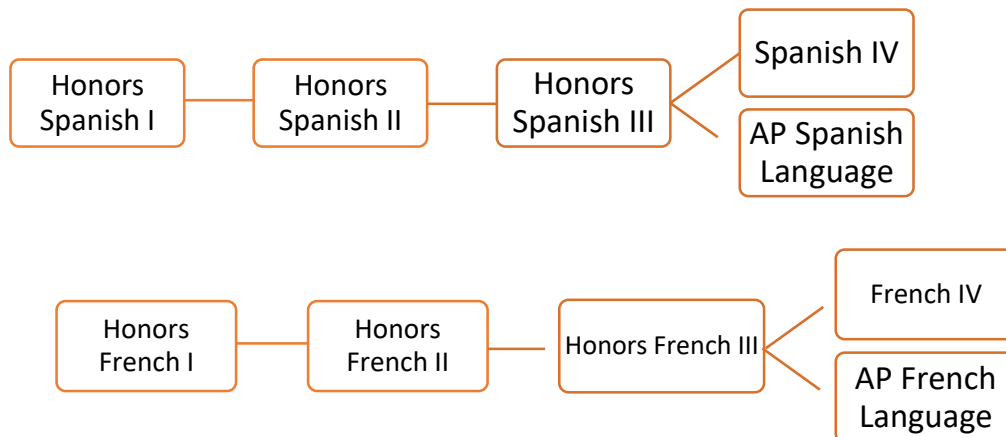 Honors
Spanish I
Honors
Spanish II
Honors
Spanish III
Spanish IV
AP Spanish
Language
Honors
French I
Honors
French II
Honors French III
French IV
AP French
Language